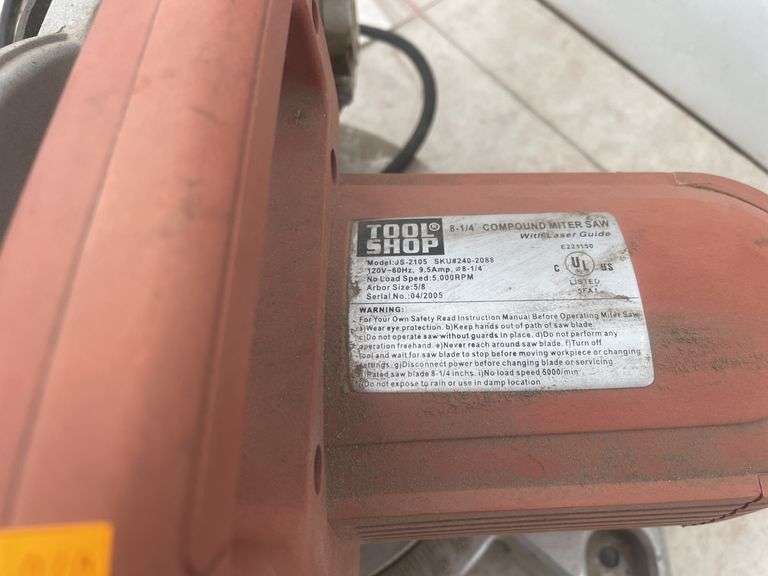 TOOL® SHOP
8-1/4" COMPOUND MITER SAW
With Laser Guide
E221150
Model:JS-2105 SKU#240-2088
120V~60Hz, 9.5Amp, ø8-1/4
No Load Speed:5,000RPM
Arbor Size:5/8
Serial No.:04/2005
C UL US
LISTED
WARNING:
For Your Own Safety Read Instruction Manual Before Operating Miter Saw
a)Wear eye protection. b)Keep hands out of path of saw blade.
c)Do not operate saw without guards in place. d)Do not perform any
operation freehand. e)Never reach around saw blade. f)Turn off
tool and wait for saw blade to stop before moving workpiece or changing
settings. g)Disconnect power before changing blade or servicing
Rated saw blade 8-1/4 inchs. i)No load speed 5000/min
Do not expose to rain or use in damp location